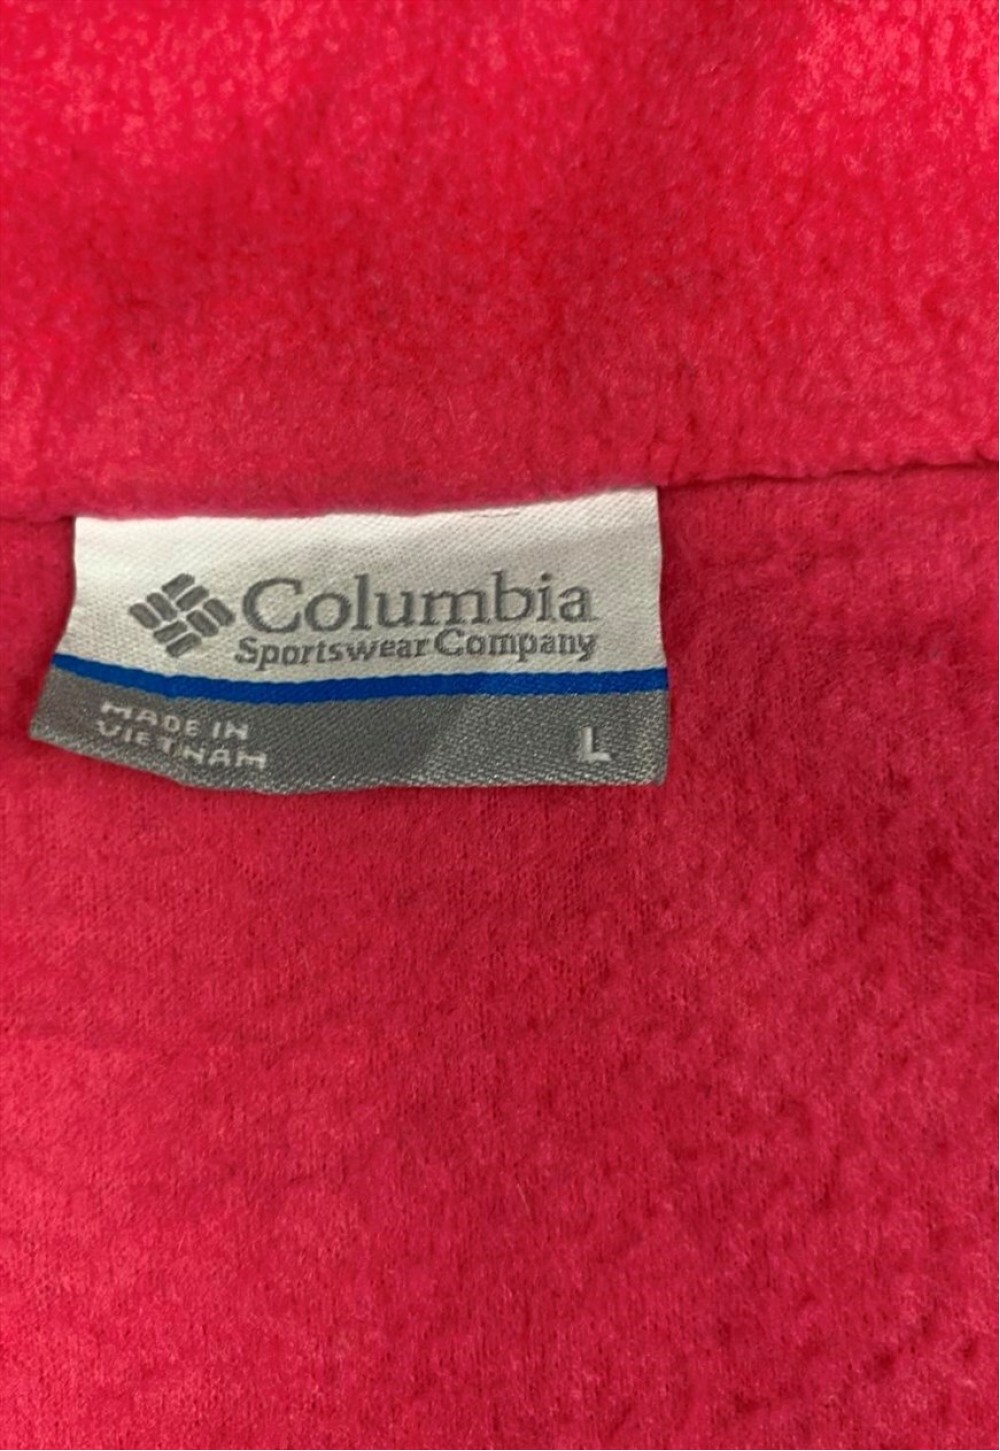 Columbia
Sportswear Company
MADE IN
VIETNAM
L